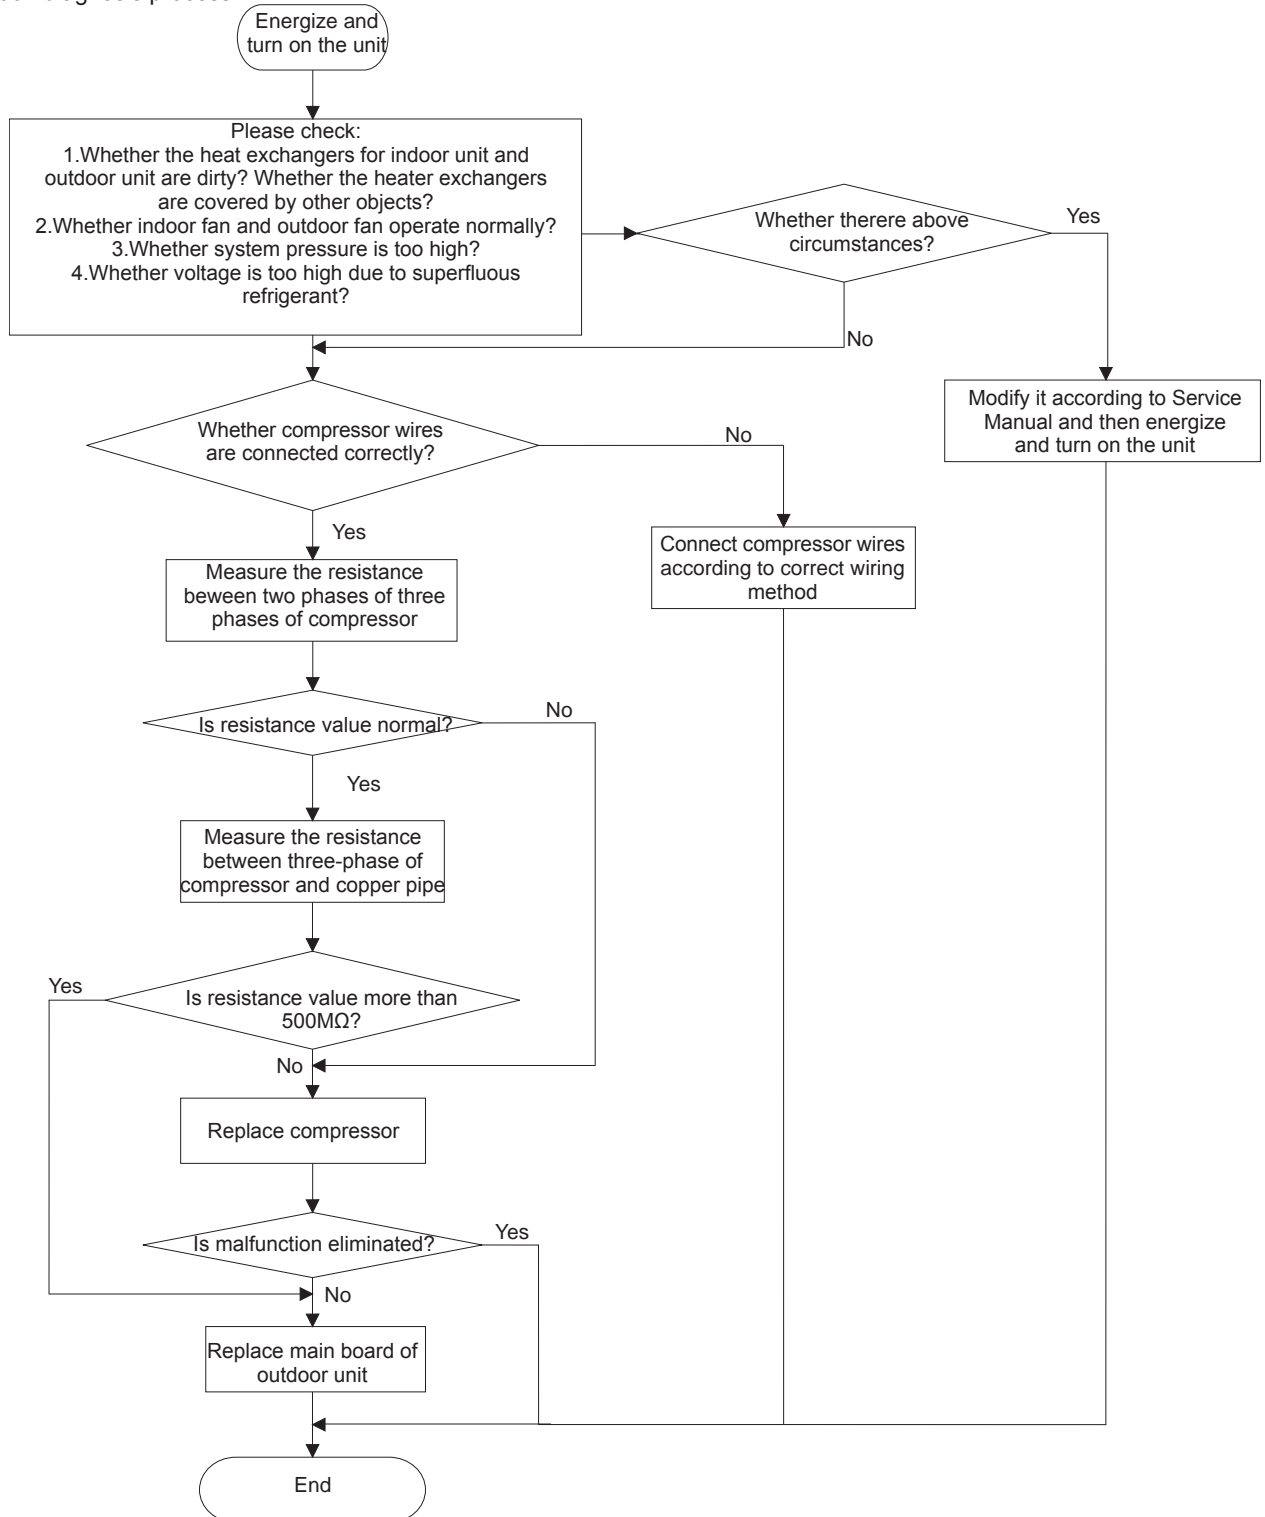 Energize and
turn on the unit
Please check:
1.Whether the heat exchangers for indoor unit and
outdoor unit are dirty? Whether the heater exchangers
are covered by other objects?
2.Whether indoor fan and outdoor fan operate normally?
3.Whether system pressure is too high?
4.Whether voltage is too high due to superfluous
refrigerant?
Whether therere above
circumstances?
Yes
No
Modify it according to Service
Manual and then energize
and turn on the unit
Whether compressor wires
are connected correctly?
No
Yes
Connect compressor wires
according to correct wiring
method
Measure the resistance
beween two phases of three
phases of compressor
Is resistance value normal?
No
Yes
Measure the resistance
between three-phase of
compressor and copper pipe
Yes
Is resistance value more than
500MΩ?
No
Replace compressor
Is malfunction eliminated?
Yes
No
Replace main board of
outdoor unit
End